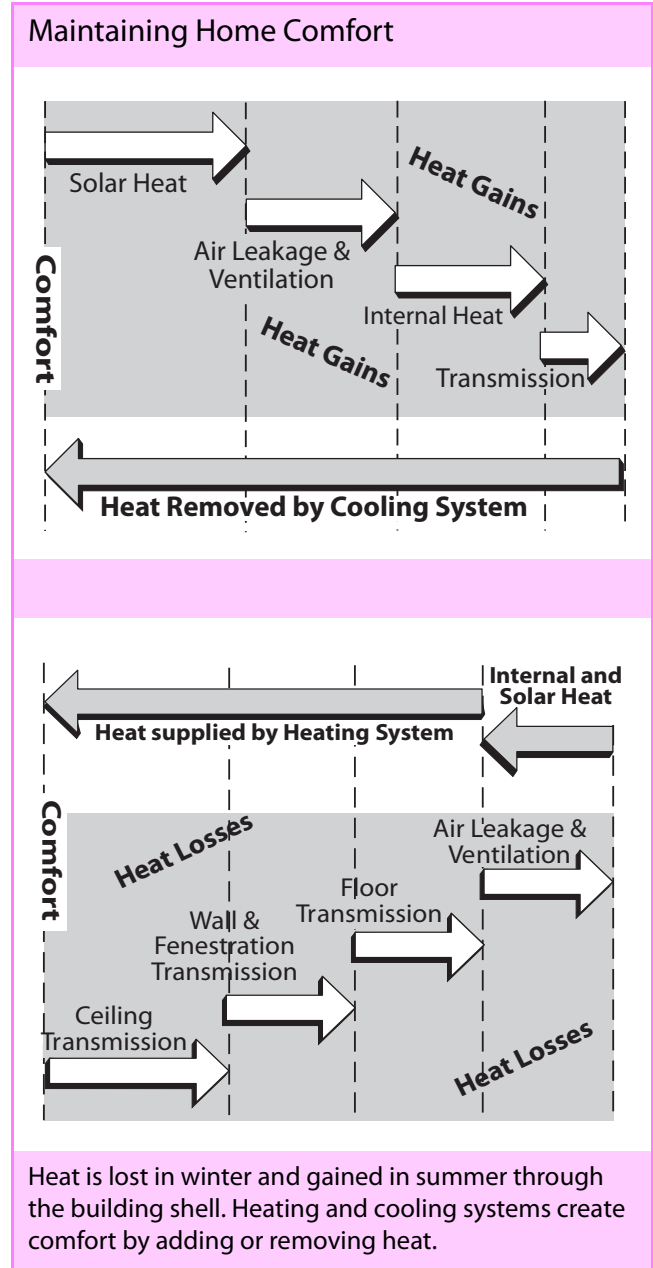 Maintaining Home Comfort
Solar Heat
Heat Gains
Air Leakage &
Ventilation
Comfort
Internal Heat
Heat Gains
Transmission
Heat Removed by Cooling System
Internal and
Solar Heat
Heat supplied by Heating System
Comfort
Heat Losses
Air Leakage &
Ventilation
Floor
Transmission
Wall &
Fenestration
Transmission
Ceiling
Transmission
Heat Losses
Heat is lost in winter and gained in summer through
the building shell. Heating and cooling systems create
comfort by adding or removing heat.